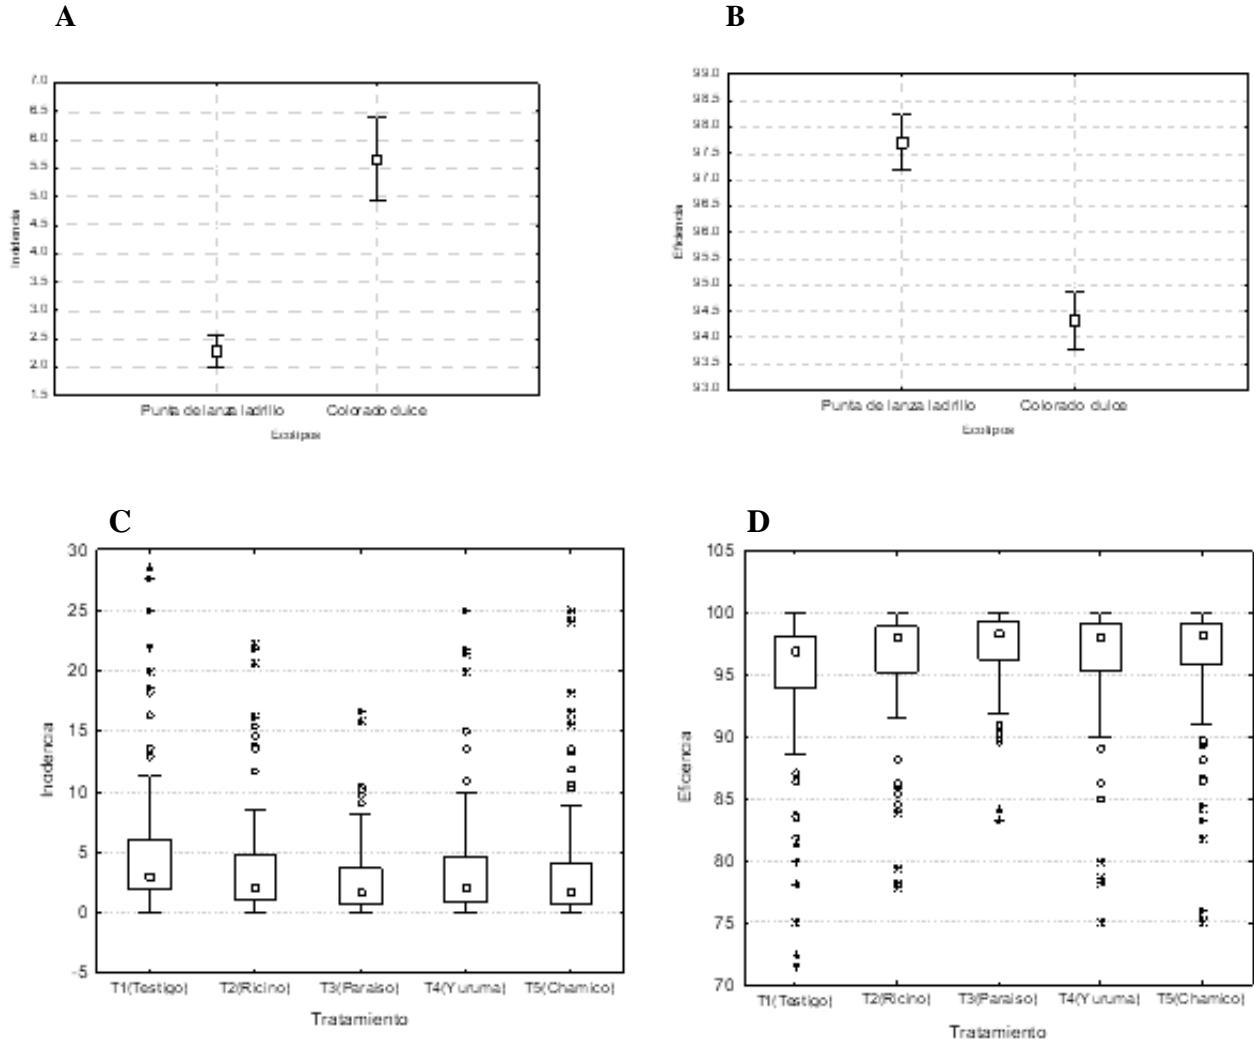 A
7.0
6.5
6.0
5.5
5.0
4.5
4.0
3.5
3.0
2.5
2.0
1.5
Incidencia
Punta de lanza ladrillo
Colorado dulce
Ecotipos
B
99.0
98.5
98.0
97.5
97.0
96.5
96.0
95.5
95.0
94.5
94.0
93.5
93.0
Eficiencia
Punta de lanza ladrillo
Colorado dulce
Ecotipos
C
30
25
20
15
10
5
0
-5
Incidencia
T1(Testigo)
T2(Ricino)
T3(Paraiso)
T4(Yuruma)
T5(Chamico)
Tratamiento
D
105
100
95
90
85
80
75
70
Eficiencia
T1(Testigo)
T2(Ricino)
T3(Paraiso)
T4(Yuruma)
T5(Chamico)
Tratamiento